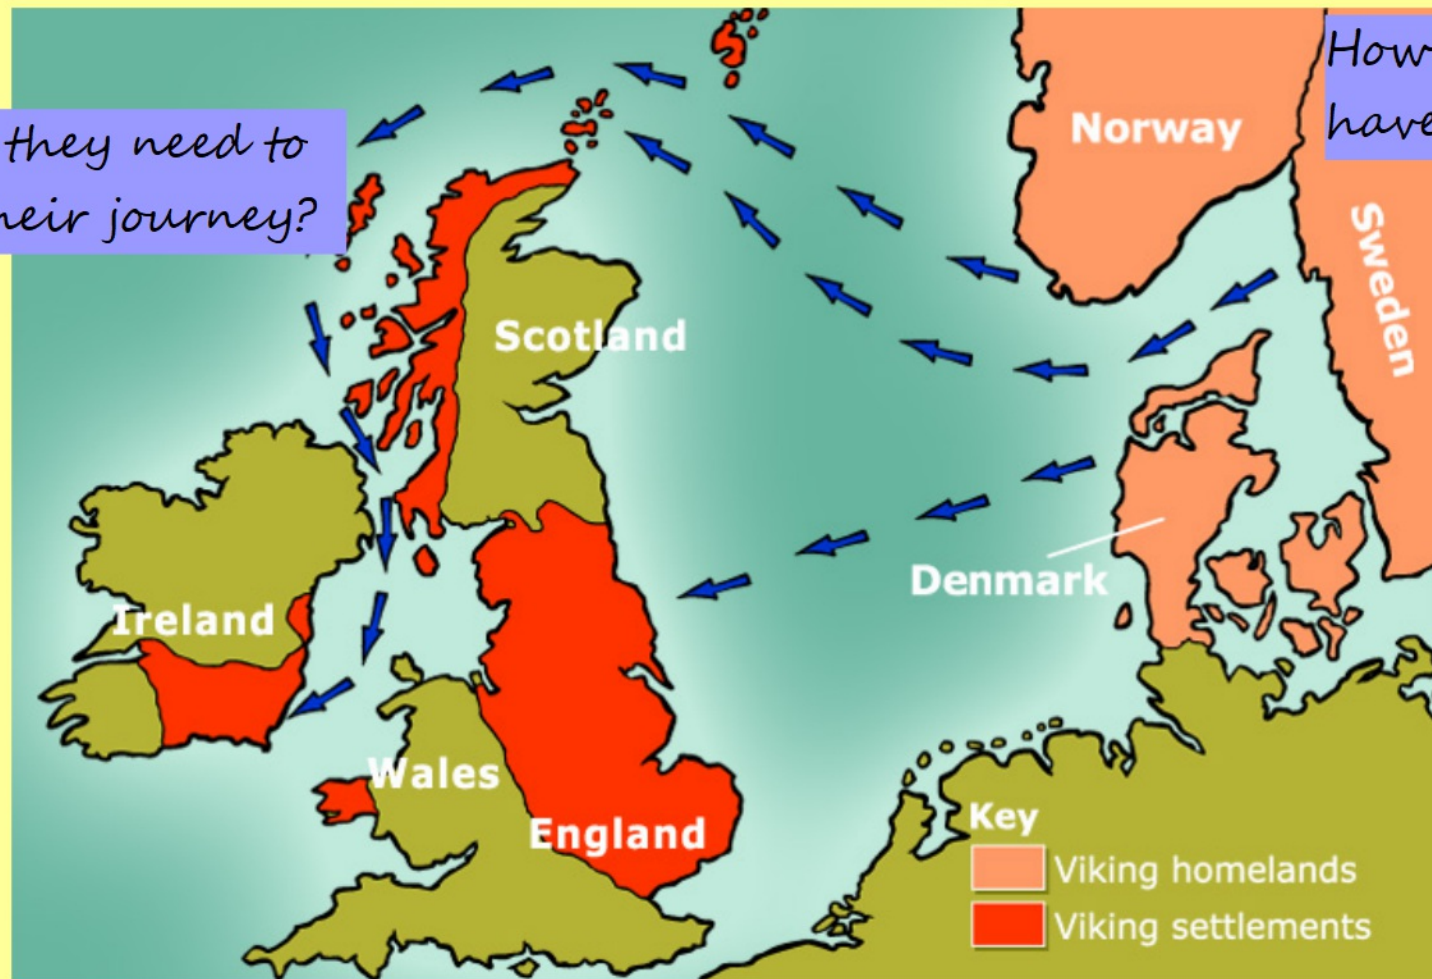 they need to
heir journey?
How
have
Norway
Sweden
Scotland
Denmark
Ireland
Wales
England
Key
Viking homelands
Viking settlements